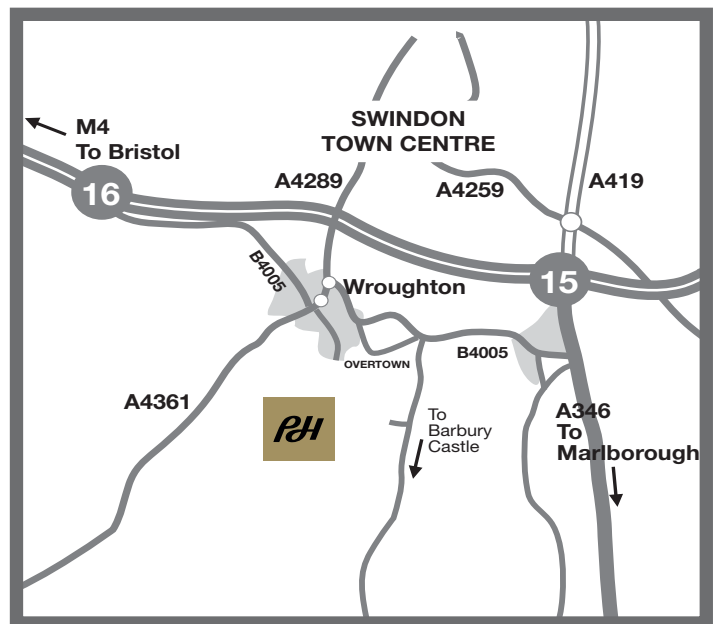 SWINDON
TOWN CENTRE
M4
To Bristol
16
A4289
A4259
A419
B4005
Wroughton
15
OVERTOWN
B4005
A4361
PH
To
Barbury
Castle
A346
To
Marlborough